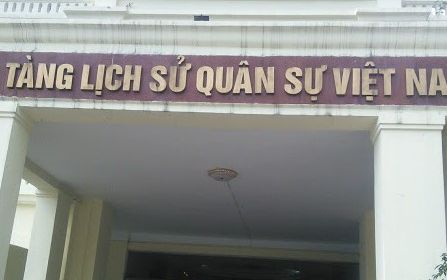 TÀNG LỊCH SỬ QUÂN SỰ VIỆT NA